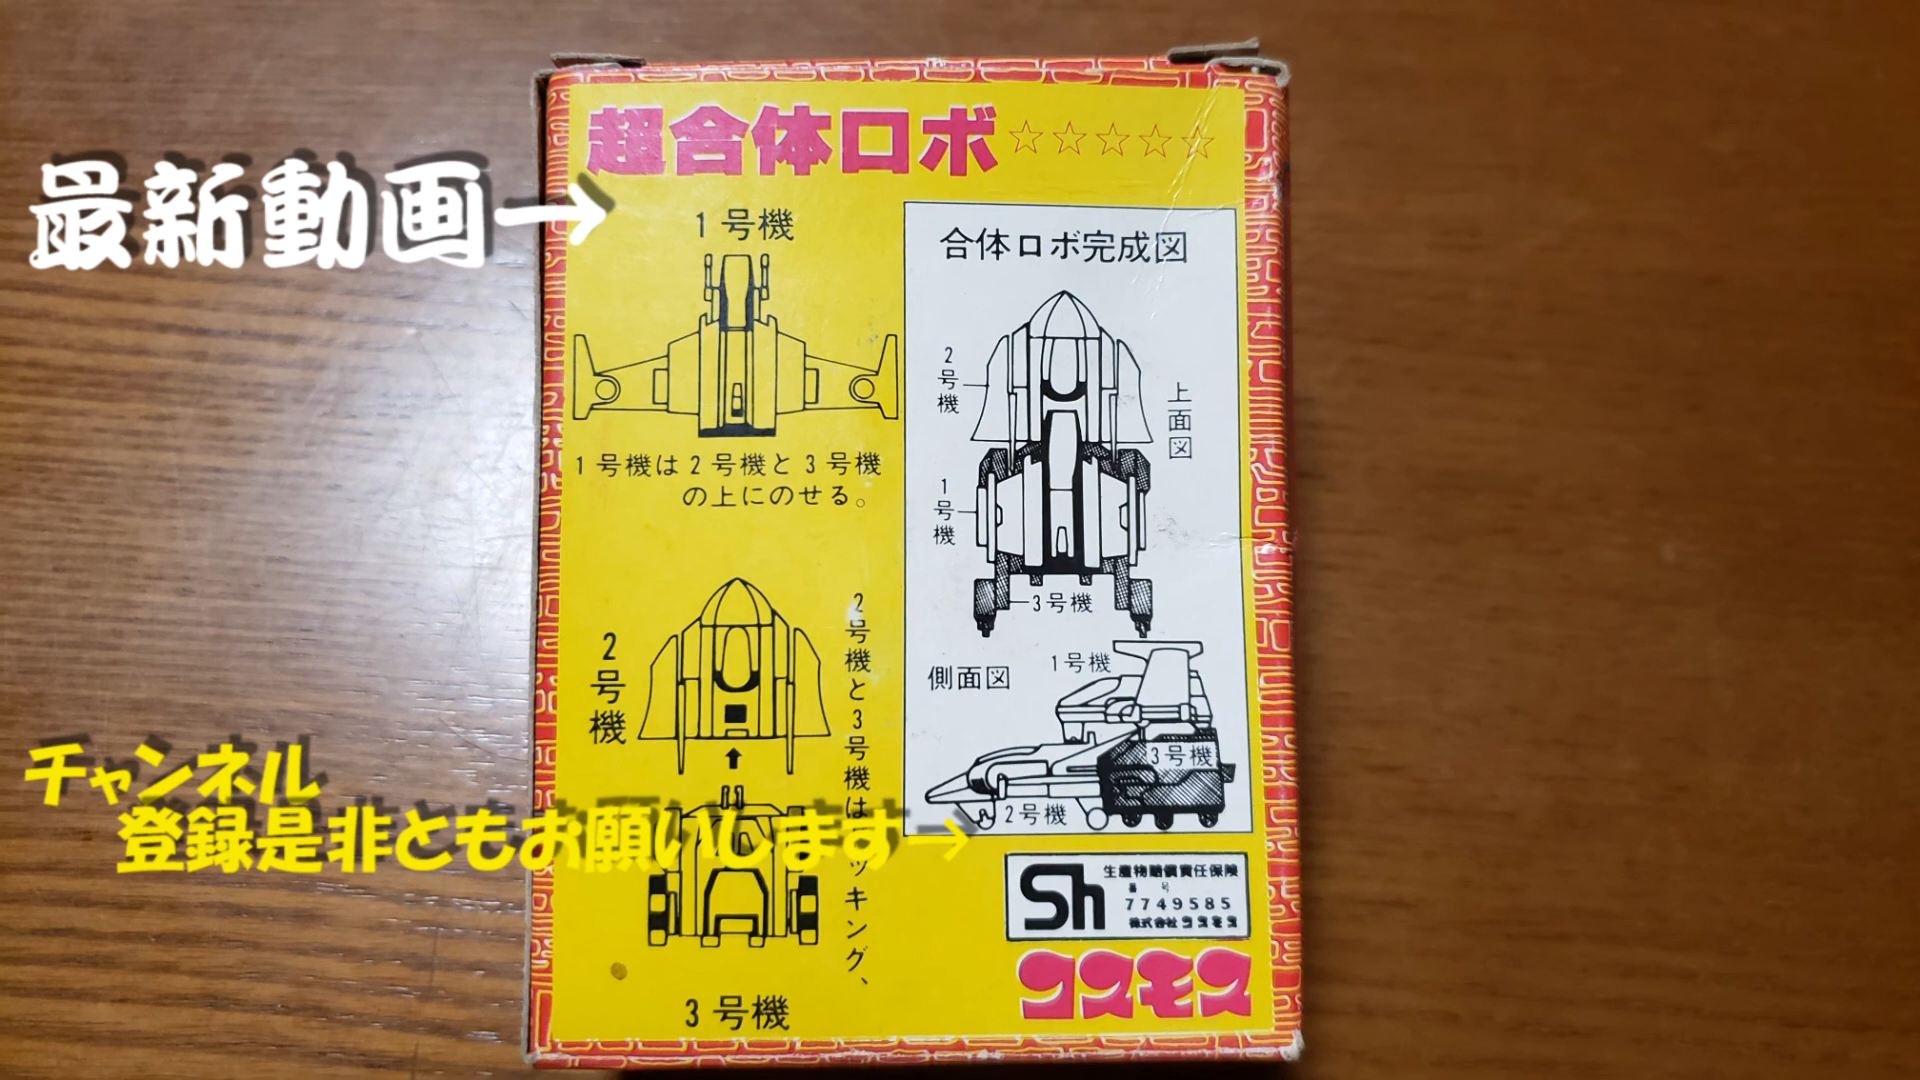 最新動画→
チャンネル
登録是非ともお願いします→
超合体ロボ☆☆☆☆☆
1号機
1号機は2号機と3号機
の上にのせる。
2号機
2号機と3号機は
ッキング、
3号機
合体ロボ完成図
2号機
上面図
1号機
3号機
側面図
1号機
3号機
2号機
Sh
生産物賠償責任保険
番号
7749585
株式会社コスモス
コスモス